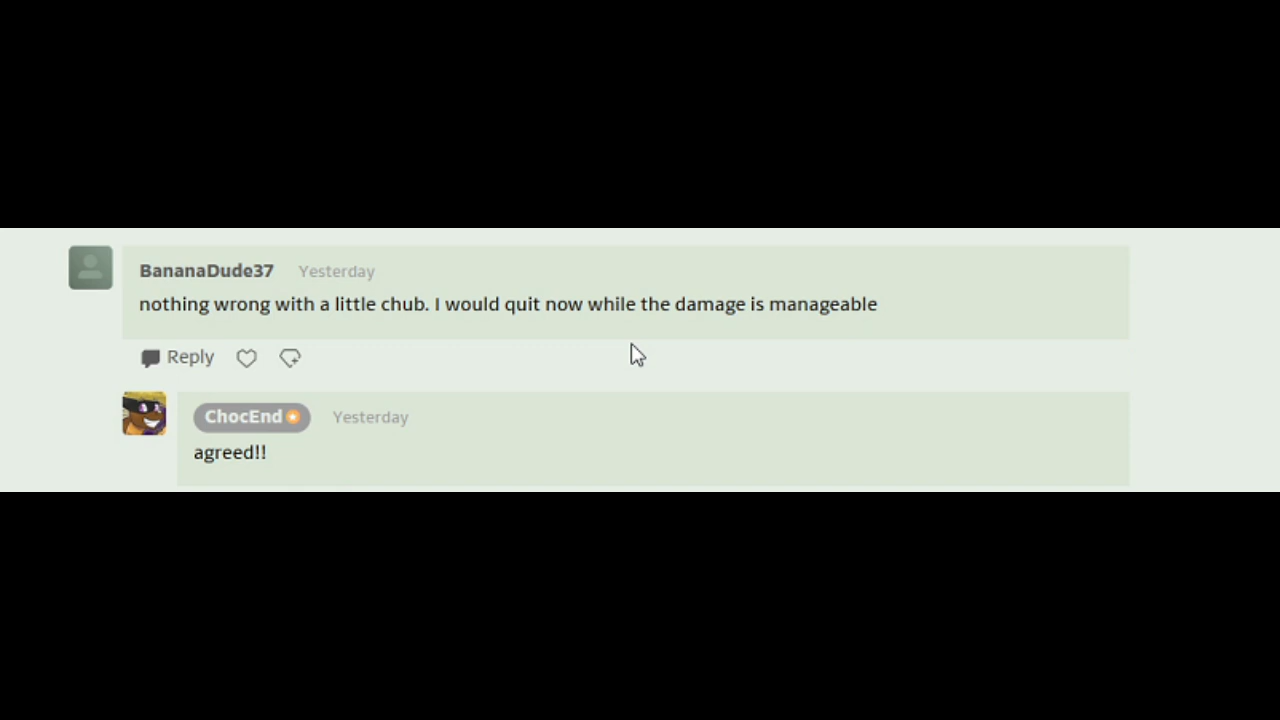 BananaDude37 Yesterday
nothing wrong with a little chub. I would quit now while the damage is manageable
Reply
ChocEnd Yesterday
agreed!!